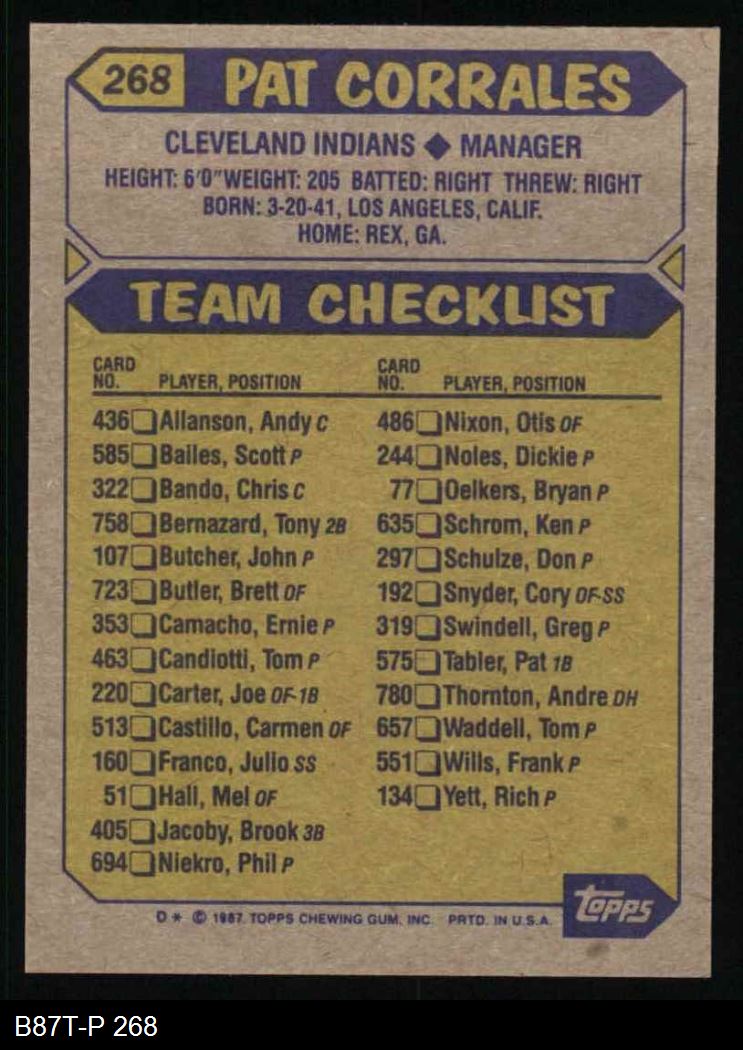 268 PAT CORRALES
CLEVELAND INDIANS ◆ MANAGER
HEIGHT: 6'0" WEIGHT: 205 BATTED: RIGHT THREW: RIGHT
BORN: 3-20-41, LOS ANGELES, CALIF.
HOME: REX, GA.
TEAM CHECKLIST
CARD
NO. PLAYER, POSITION
436 Allanson, Andy C
585 Bailes, Scott P
322 Bando, Chris C
758 Bernazard, Tony 2B
107 Butcher, John P
723 Butler, Brett OF
353 Camacho, Ernie P
463 Candiotti, Tom P
220 Carter, Joe OF-1B
513 Castillo, Carmen OF
160 Franco, Julio SS
51 Hall, Mel OF
405 Jacoby, Brook 3B
694 Niekro, Phil P
CARD
NO. PLAYER, POSITION
486 Nixon, Otis OF
244 Noles, Dickie P
77 Oelkers, Bryan P
635 Schrom, Ken P
297 Schulze, Don P
192 Snyder, Cory OF-SS
319 Swindell, Greg P
575 Tabler, Pat 1B
780 Thornton, Andre DH
657 Waddell, Tom P
551 Wills, Frank P
134 Yett, Rich P
D * © 1987 TOPPS CHEWING GUM, INC. PRTD. IN U.S.A.
Topps
B87T-P 268